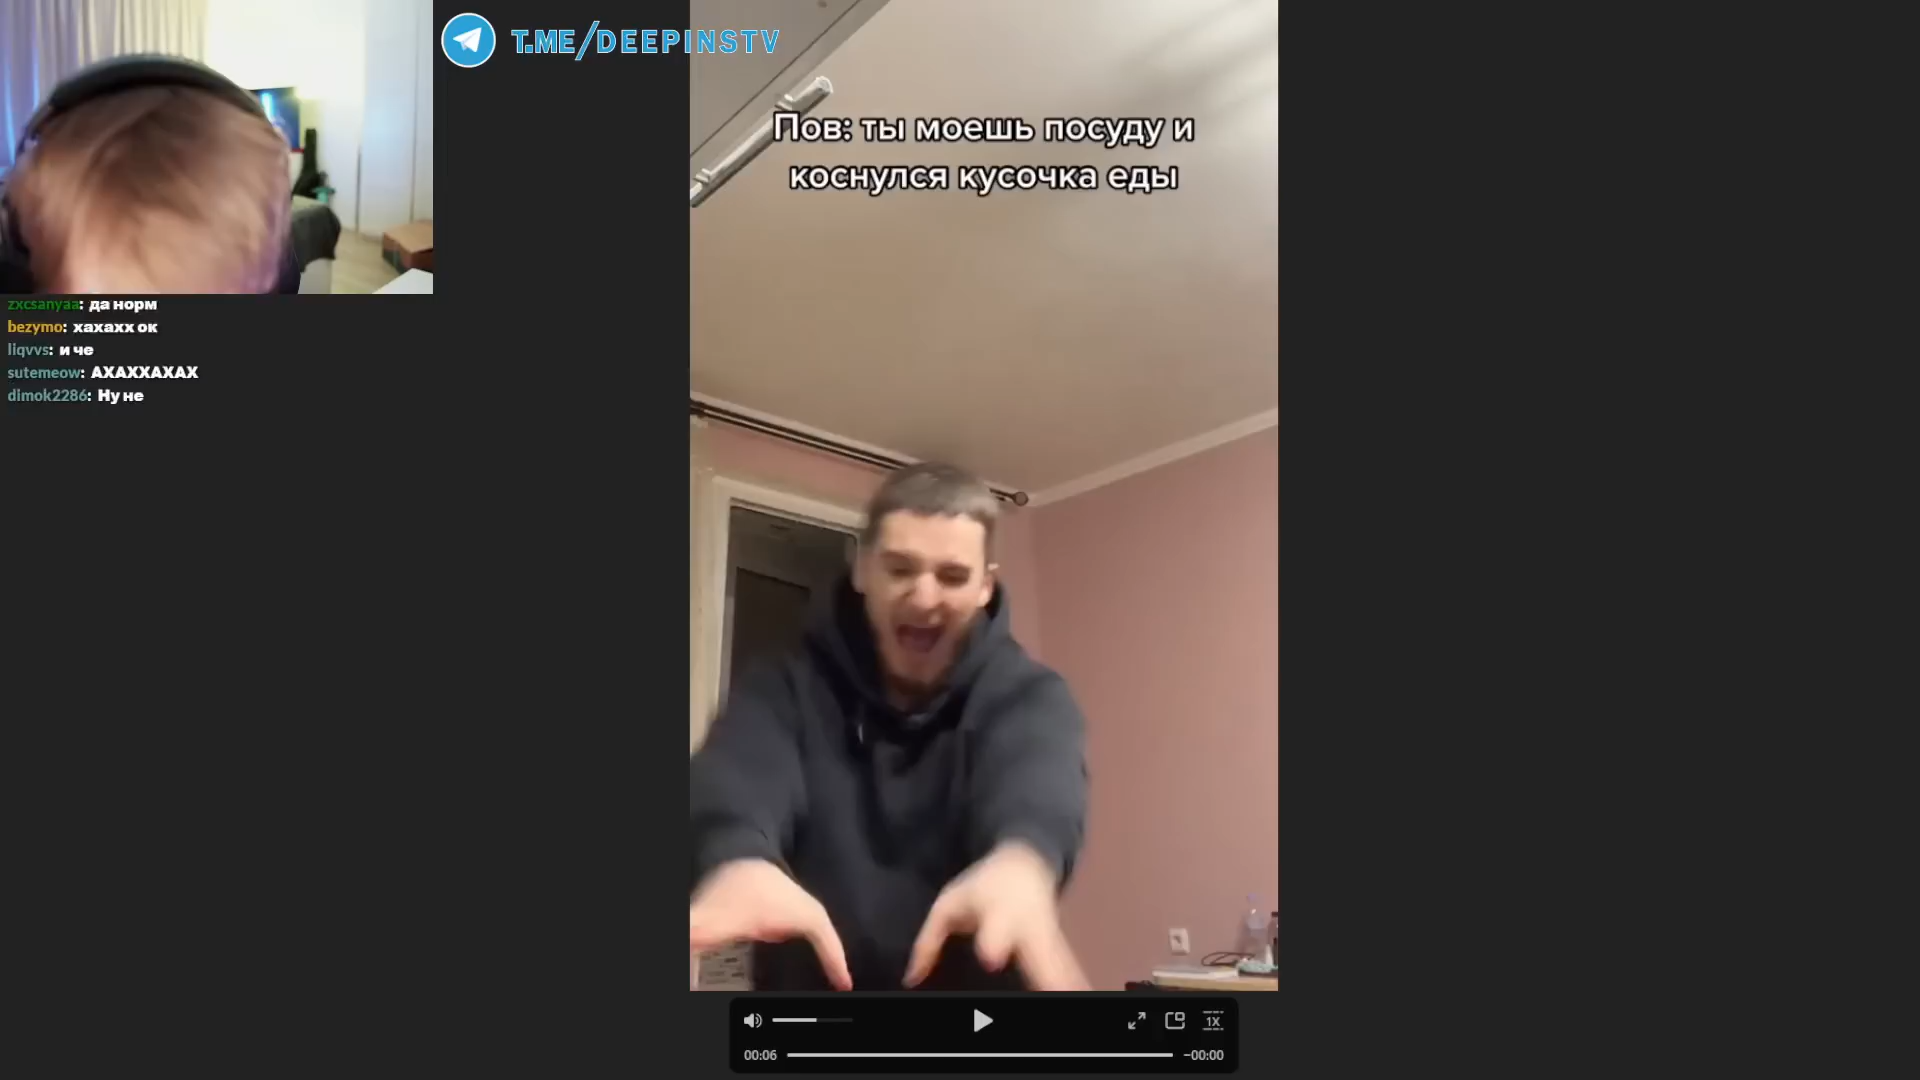 T.ME/DEEPINSTV
Пов: ты моешь посуду и
коснулся кусочка еды
zxcsanyaa: да норм
bezymo: хахахх ок
liqvvs: и че
sutemeow: АХАХХАХАХ
dimok2286: Ну не
1X
00:06
−00:00